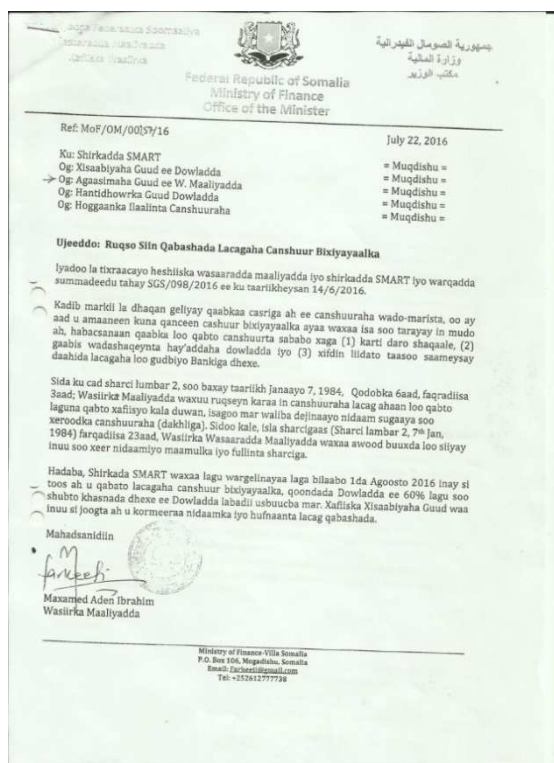 Federaalka Soomaaliya
جمهورية الصومال الفيدرالية
وزارة المالية
مكتب الوزير
Federal Republic of Somalia
Ministry of Finance
Office of the Minister
Ref: MoF/OM/00157/16
July 22, 2016
Ku: Shirkadda SMART
= Muqdishu =
Og: Xisaabiyaha Guud ee Dowladda
= Muqdishu =
Og: Agaasimaha Guud ee W. Maaliyadda
= Muqdishu =
Og: Hantidhowrka Guud Dowladda
= Muqdishu =
Og: Hoggaanka Ilaalinta Canshuuraha
= Muqdishu =
Ujeeddo: Ruqso Siin Qabashada Lacagaha Canshuur Bixiyayaalka
Iyadoo la tixraacayo heshiiska wasaaradda maaliyadda iyo shirkadda SMART iyo warqadda
summadeedu tahay SGS/098/2016 ee ku taariikheysan 14/6/2016.
Kadib markii la dhaqan geliyay qaabkaa casriga ah ee canshuuraha wado-marista, oo ay
aad u amaaneen kuna qanceen cashuur bixiyayaalka ayaa waxaa isa soo tarayay in mudo
ah, habacsanaan qaabka loo qabto canshuurta sababo xaga (1) karti daro shaqaale, (2)
gaabis wadashaqeynta hay'addaha dowladda iyo (3) xifdin liidato taasoo saameysay
daahida lacagaha loo gudbiyo Bankiga dhexe.
Sida ku cad sharci lumbar 2, soo baxay taariikh Janaayo 7, 1984, Qodobka 6aad, faqradiisa
3aad; Wasiirka Maaliyadda waxuu ruqseyn karaa in canshuuraha lacag ahaan loo qabto
laguna qabto xafiisyo kala duwan, isagoo mar waliba dejinaayo nidaam sugaaya soo
xeroodka canshuuraha (dakhliga). Sidoo kale, isla sharcigaas (Sharci lambar 2, 7th Jan,
1984) farqadiisa 23aad, Wasiirka Wasaaradda Maaliyadda waxaa awood buuxda loo siiyay
inuu soo xeer nidaamiyo maamulka iyo fullinta sharciga.
Hadaba, Shirkada SMART waxaa lagu wargelinayaa laga bilaabo 1da Agoosto 2016 inay si
toos ah u qabato lacagaha canshuur bixiyayaalka, qoondada Dowladda ee 60% lagu soo
shubto khasnada dhexe ee Dowladda labadii usbuucba mar. Xafiiska Xisaabiyaha Guud waa
inuu si joogta ah u kormeeraa nidaamka iyo hufnaanta lacag qabashada.
Mahadsanidiin
Farkeeti
Maxamed Aden Ibrahim
Wasiirka Maaliyadda
Ministry of Finance-Villa Somalia
P.O. Box 106, Mogadishu, Somalia
Email: Farkeeti@gmail.com
Tel: +252612777738